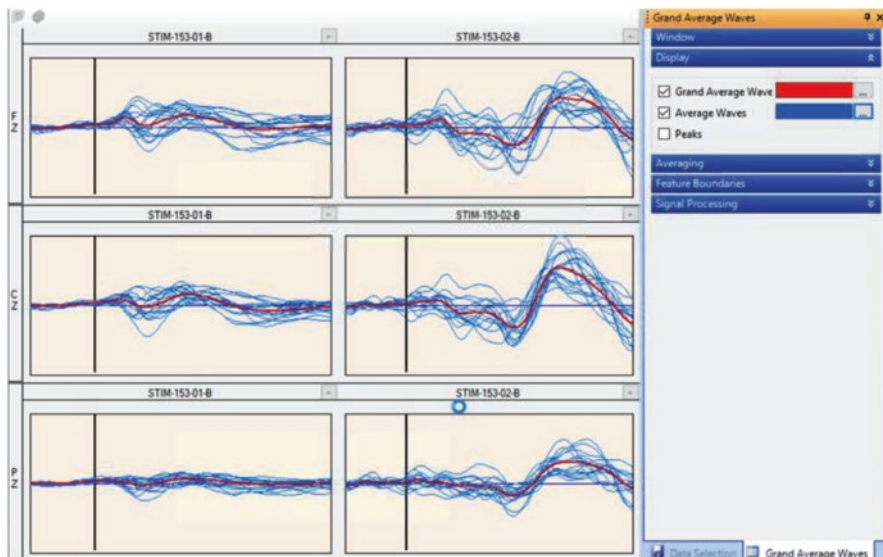 STIM-153-01-B
STIM-153-02-B
FZ
STIM-153-01-B
STIM-153-02-B
CZ
STIM-153-01-B
STIM-153-02-B
PZ
Grand Average Waves
Window
Display
Grand Average Wave
...
Average Waves
...
Peaks
Averaging
Feature Boundaries
Signal Processing
Data Selection
Grand Average Waves